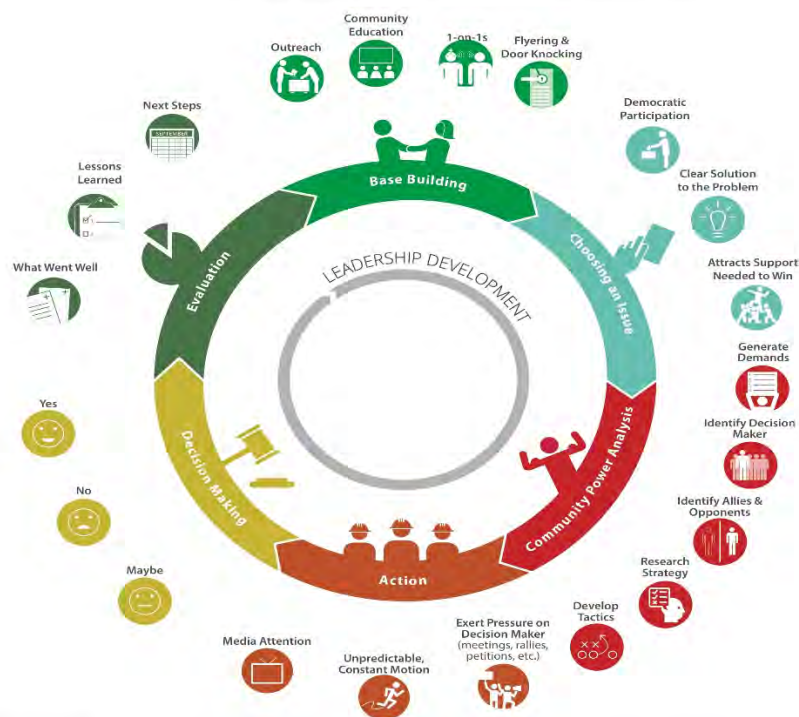 Outreach
Community
Education
1-on-1s
Flyering &
Door Knocking
Base Building
Democratic
Participation
Clear Solution
to the Problem
Attracts Support
Needed to Win
Choosing an Issue
Generate
Demands
Identify Decision
Maker
Identify Allies &
Opponents
Research
Strategy
Develop
Tactics
Community Power Analysis
Exert Pressure on
Decision Maker
(meetings, rallies,
petitions, etc.)
Unpredictable,
Constant Motion
Media Attention
Action
Maybe
No
Yes
Decision Making
What Went Well
Lessons
Learned
Next Steps
SEPTEMBER
Evaluation
LEADERSHIP DEVELOPMENT